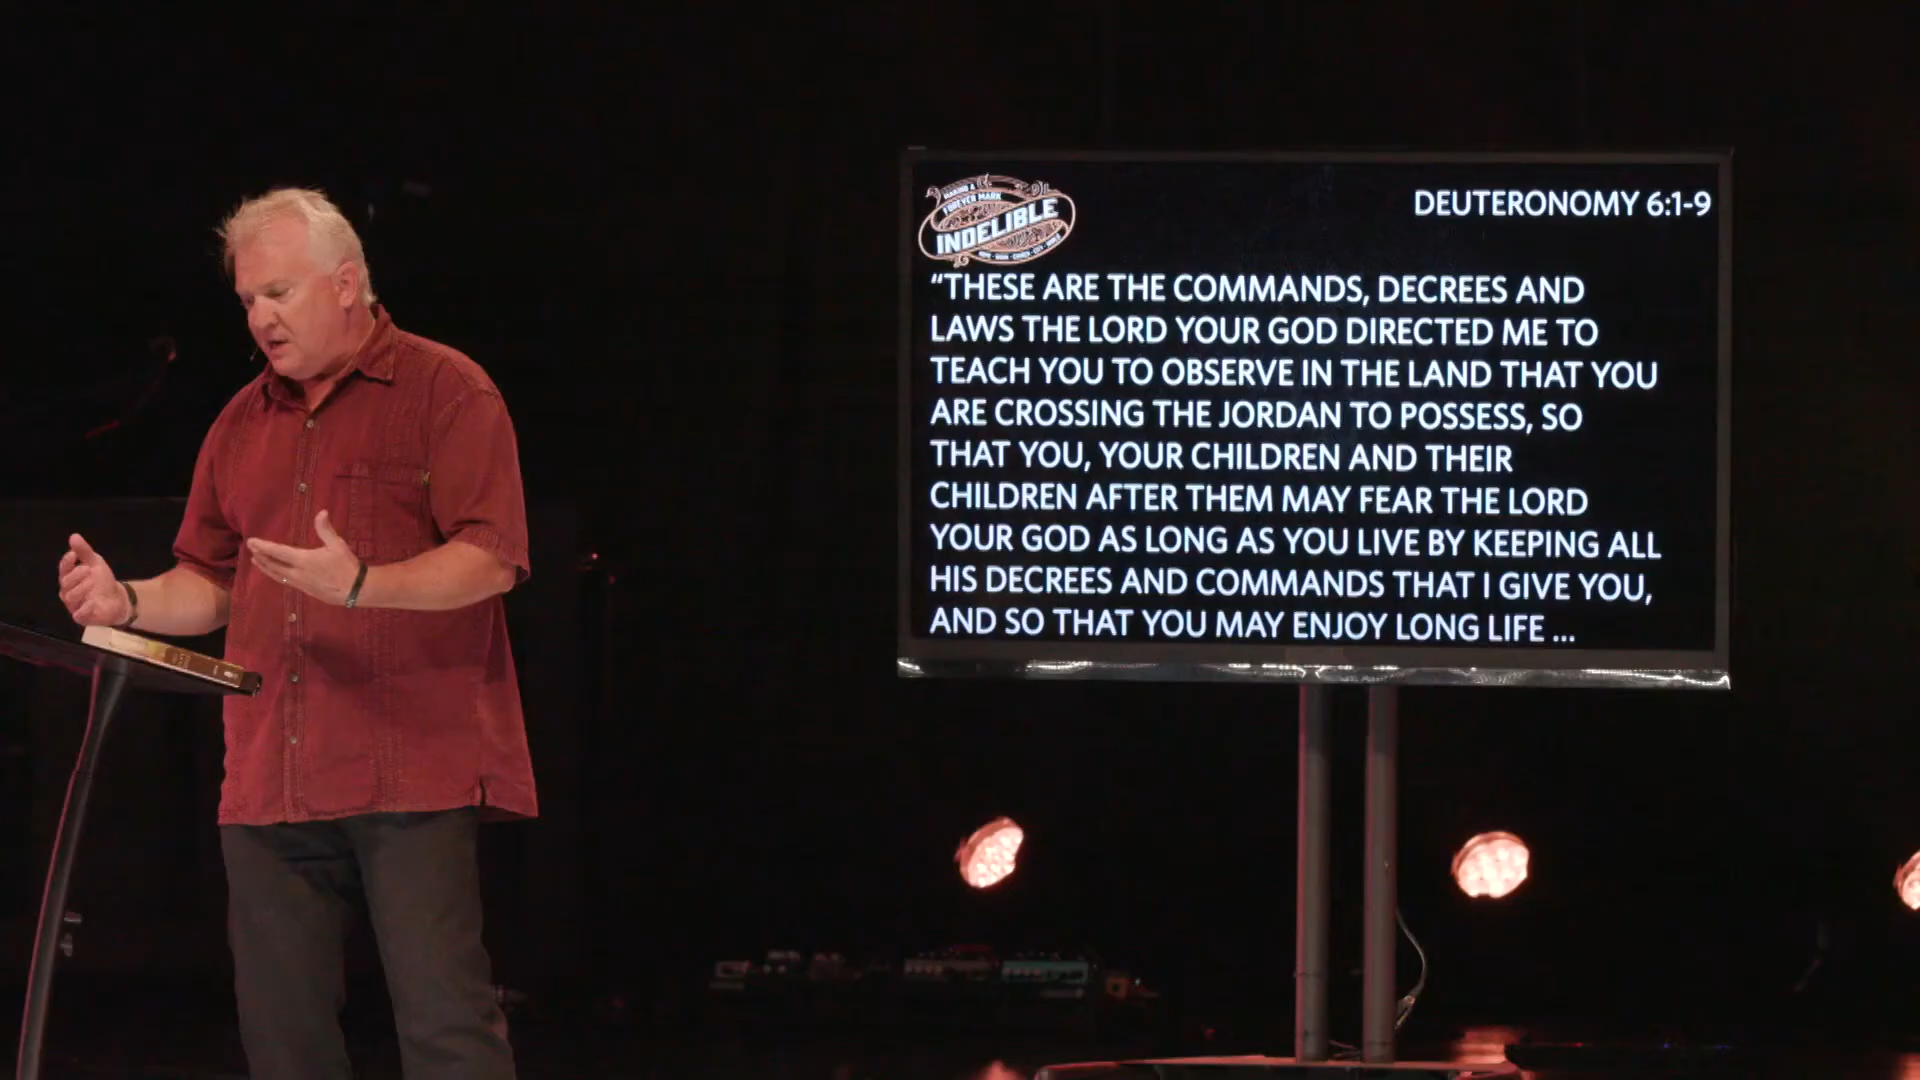 MAKING A
FOREVER MARK
INDELIBLE
DEUTERONOMY 6:1-9
“THESE ARE THE COMMANDS, DECREES AND
LAWS THE LORD YOUR GOD DIRECTED ME TO
TEACH YOU TO OBSERVE IN THE LAND THAT YOU
ARE CROSSING THE JORDAN TO POSSESS, SO
THAT YOU, YOUR CHILDREN AND THEIR
CHILDREN AFTER THEM MAY FEAR THE LORD
YOUR GOD AS LONG AS YOU LIVE BY KEEPING ALL
HIS DECREES AND COMMANDS THAT I GIVE YOU,
AND SO THAT YOU MAY ENJOY LONG LIFE ...